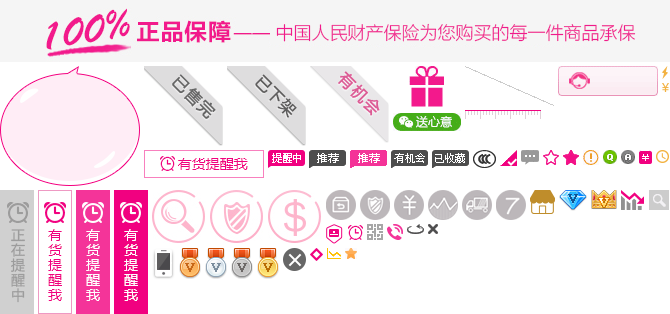 100% 正品保障 —— 中国人民财产保险为您购买的每一件商品承保
已售完
已下架
有机会
送心意
有货提醒我
提醒中
推荐
推荐
有机会
已收藏
正在提醒中
有货提醒我
有货提醒我
有货提醒我